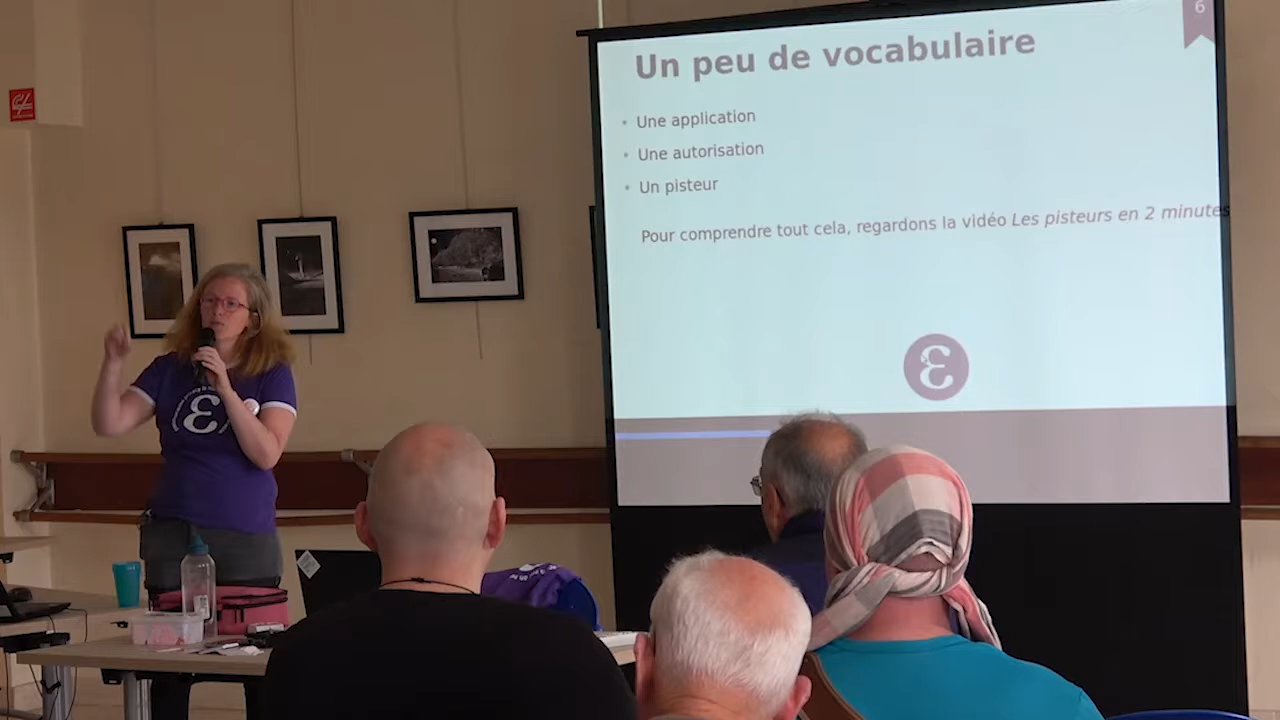 6
Un peu de vocabulaire
Une application
Une autorisation
Un pisteur
Pour comprendre tout cela, regardons la vidéo Les pisteurs en 2 minutes
ε
ε